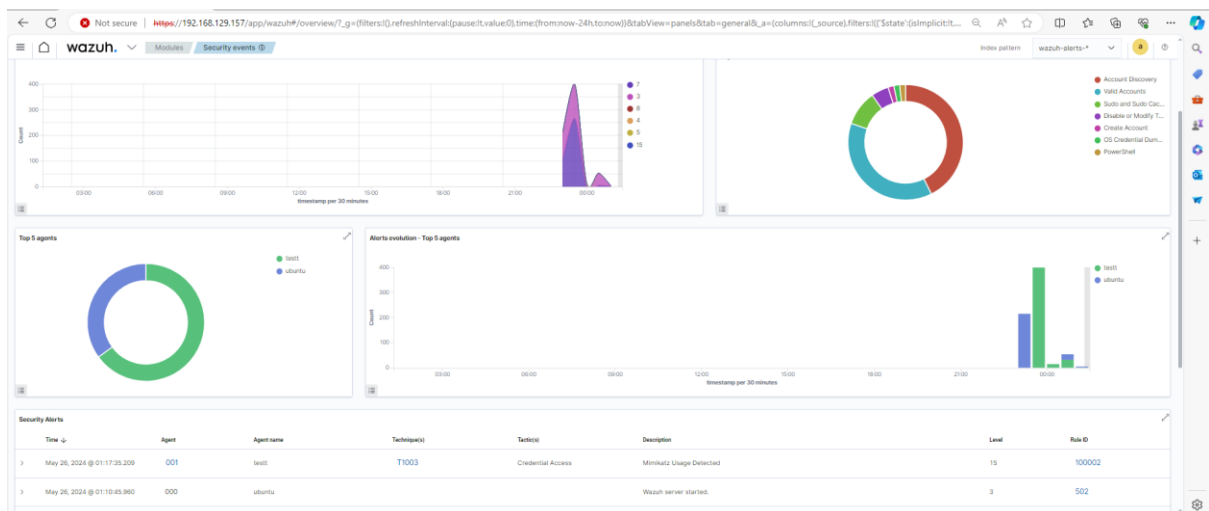 Not secure | https://192.168.129.157/app/wazuh#/overview/?_g=(filters:!(),refreshInterval:(pause:!t,value:0),time:(from:now-24h,to:now))&tabView=panels&tab=general&_a=(columns:!(_source),filters:!(('$state':(isImplicit:!t,...
wazuh. Modules Security events Index pattern wazuh-alerts-* a
400
300
200
100
0
Count
03:00 06:00 09:00 12:00 15:00 18:00 21:00 00:00
timestamp per 30 minutes
7
3
8
4
5
15
Account Discovery
Valid Accounts
Sudo and Sudo Cac...
Disable or Modify T...
Create Account
OS Credential Dum...
PowerShell
Top 5 agents
testt
ubuntu
Alerts evolution - Top 5 agents
400
300
200
100
0
Count
03:00 06:00 09:00 12:00 15:00 18:00 21:00 00:00
timestamp per 30 minutes
testt
ubuntu
Security Alerts
Time Agent Agent name Technique(s) Tactic(s) Description Level Rule ID
May 26, 2024 @ 01:17:35.209 001 testt T1003 Credential Access Mimikatz Usage Detected 15 100002
May 26, 2024 @ 01:10:45.960 000 ubuntu Wazuh server started. 3 502